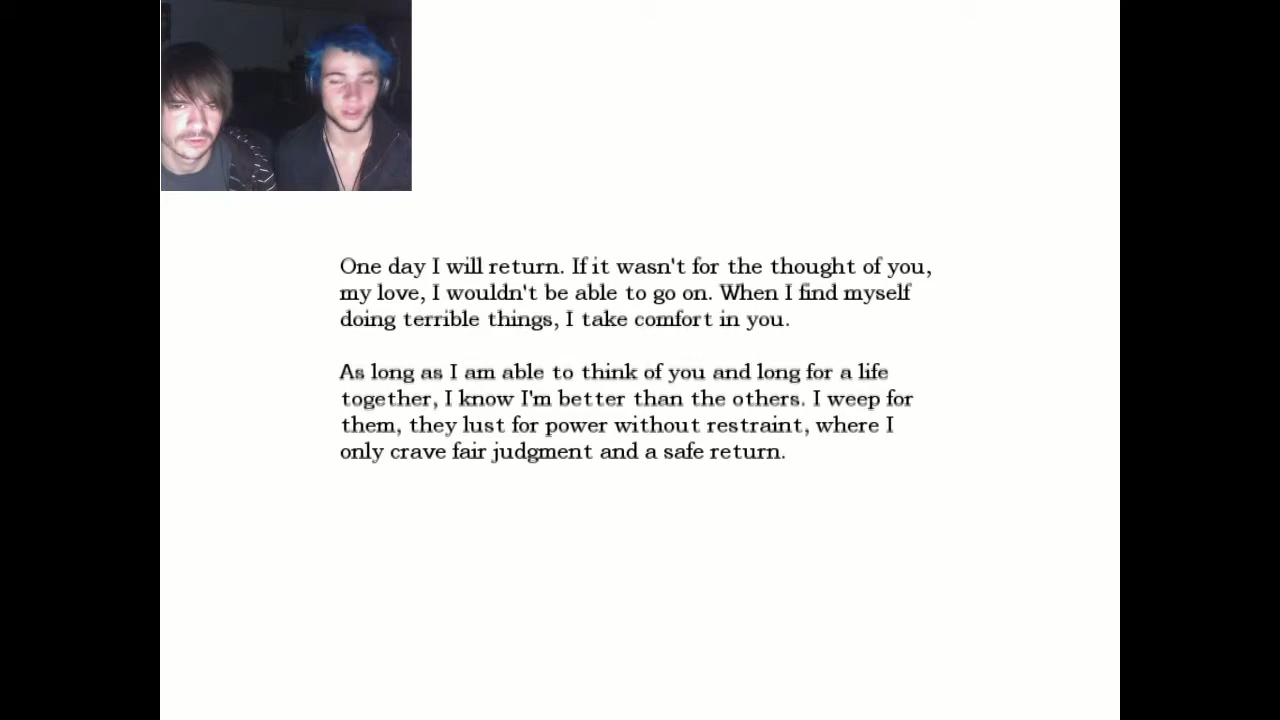 One day I will return. If it wasn't for the thought of you,
my love, I wouldn't be able to go on. When I find myself
doing terrible things, I take comfort in you.
As long as I am able to think of you and long for a life
together, I know I'm better than the others. I weep for
them, they lust for power without restraint, where I
only crave fair judgment and a safe return.